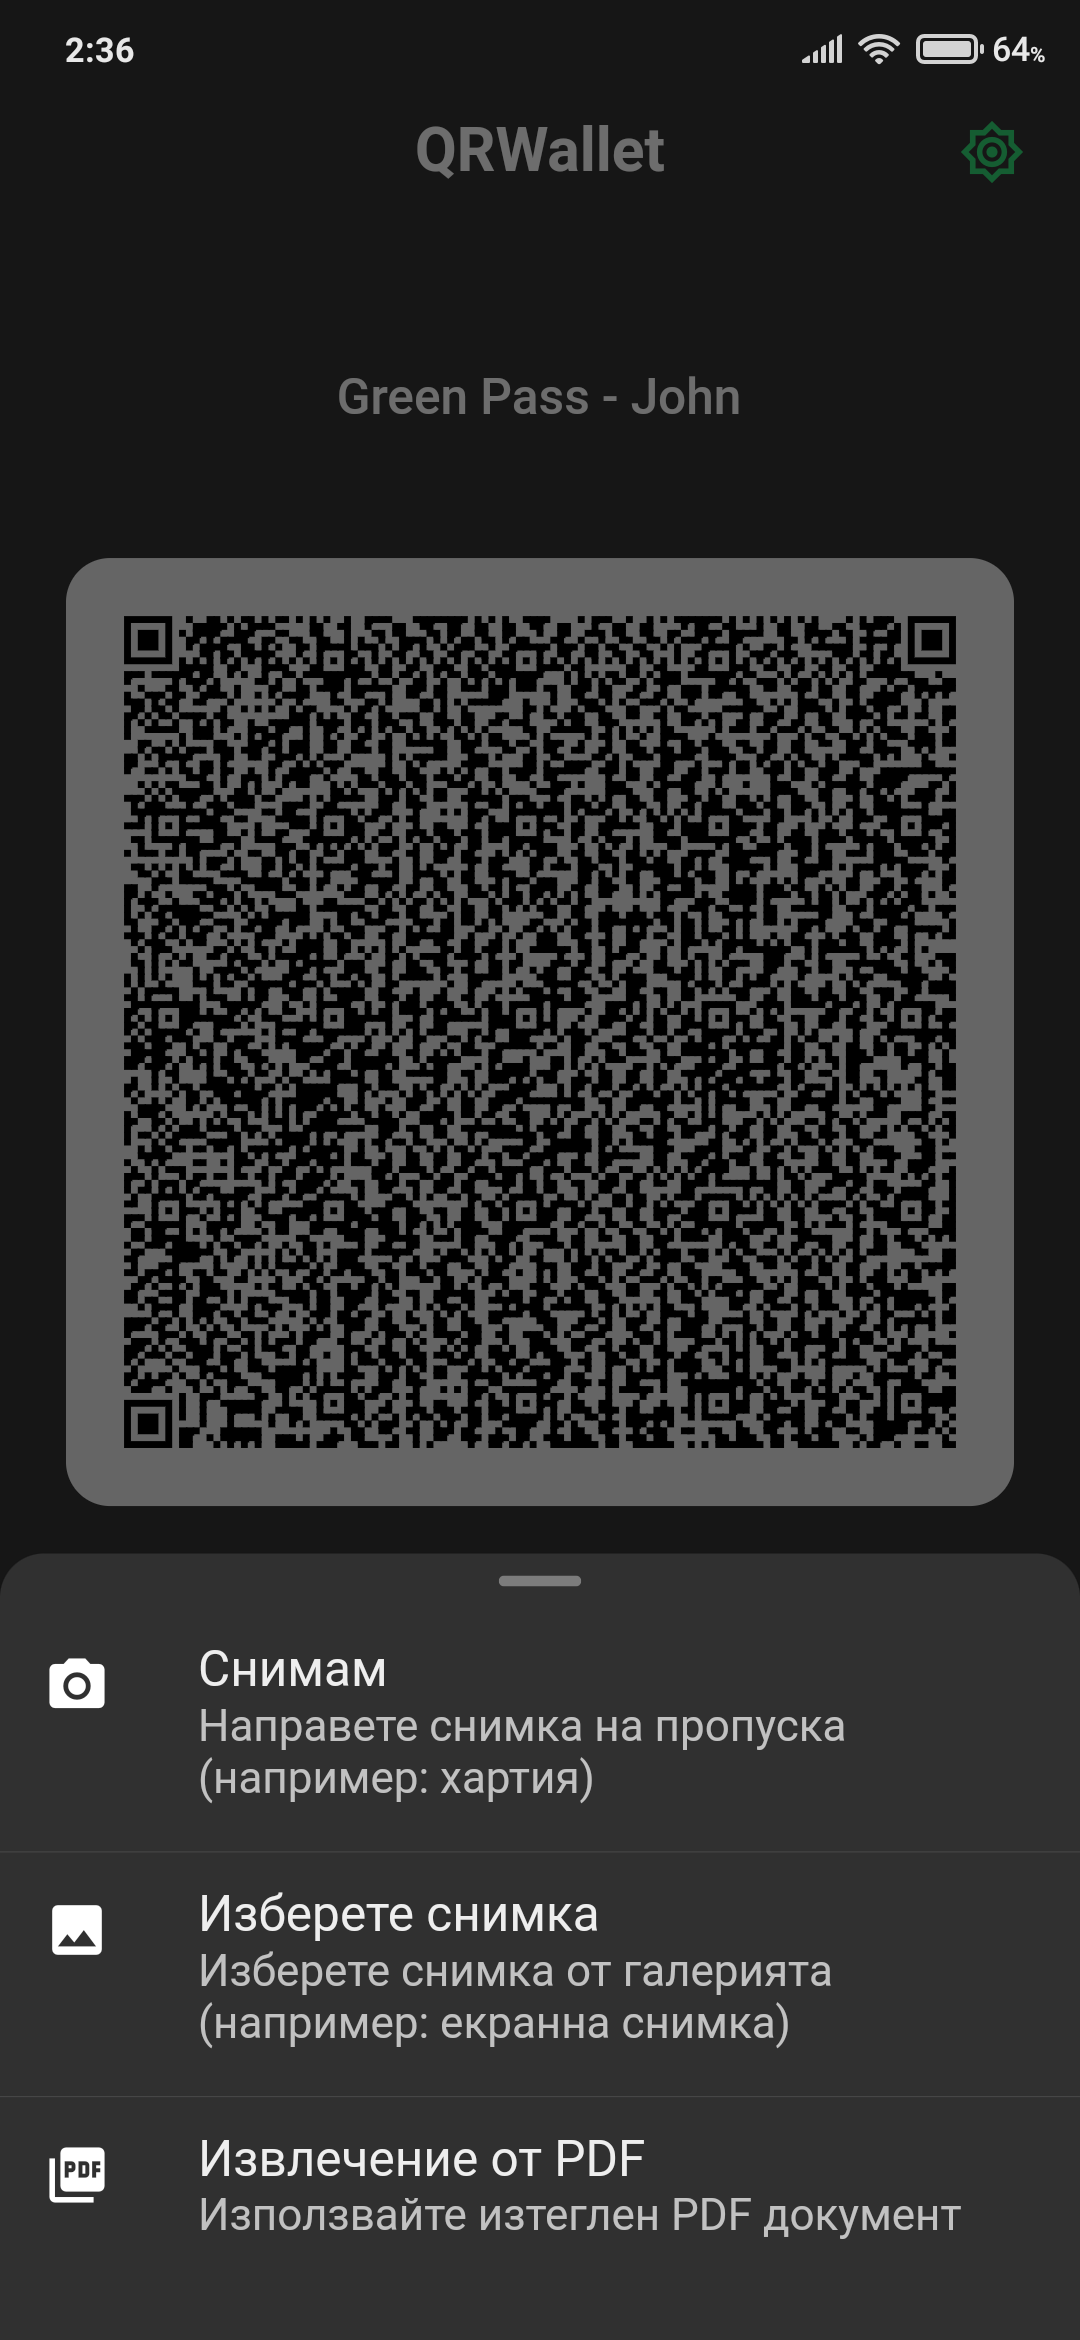 2:36
64%
QRWallet
Green Pass - John
Снимам
Направете снимка на пропуска
(например: хартия)
Изберете снимка
Изберете снимка от галерията
(например: екранна снимка)
PDF
Извлечение от PDF
Използвайте изтеглен PDF документ